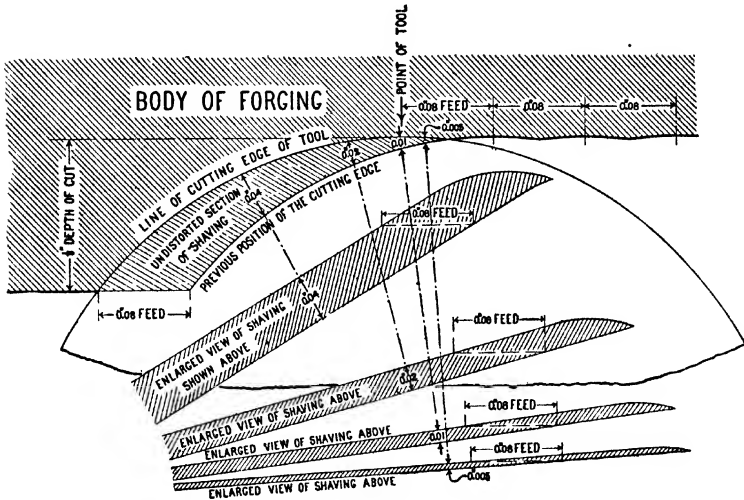 POINT OF TOOL
BODY OF FORGING
0.08 FEED
0.08
0.08
0.005
0.01
0.02
LINE OF CUTTING EDGE OF TOOL
0.04
UNDISTORTED SECTION
OF SHAVING
PREVIOUS POSITION OF THE CUTTING EDGE
DEPTH OF CUT
0.08 FEED
0.08 FEED
0.04
ENLARGED VIEW OF SHAVING
SHOWN ABOVE
0.08 FEED
0.02
ENLARGED VIEW OF SHAVING ABOVE
0.08 FEED
0.01
ENLARGED VIEW OF SHAVING ABOVE
0.08 FEED
0.005
ENLARGED VIEW OF SHAVING ABOVE